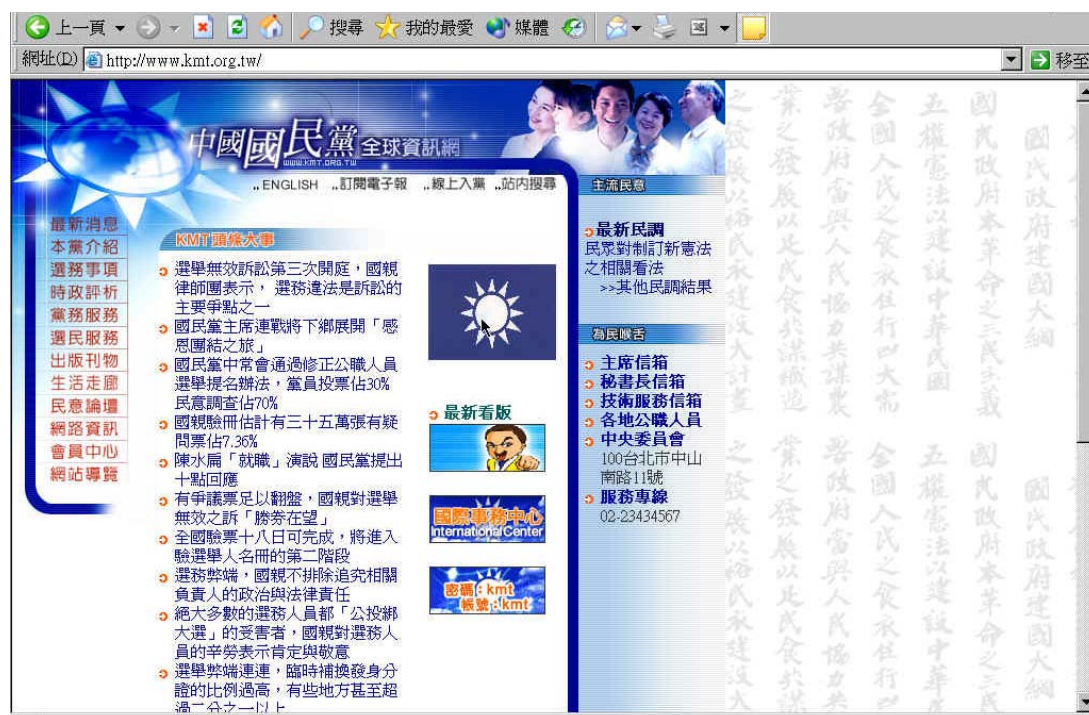 上一頁
搜尋
我的最愛
媒體
網址(D)
http://www.kmt.org.tw/
移至
中國國民黨全球資訊網
WWW.KMT.ORG.TW
..ENGLISH ..訂閱電子報 ..線上入黨 ..站內搜尋
最新消息
本黨介紹
選務事項
時政評析
黨務服務
選民服務
出版刊物
生活走廊
民意論壇
網路資訊
會員中心
網站導覽
KMT頭條大事
選舉無效訴訟第三次開庭，國親
律師團表示， 選務違法是訴訟的
主要爭點之一
國民黨主席連戰將下鄉展開「感
恩團結之旅」
國民黨中常會通過修正公職人員
選舉提名辦法，黨員投票佔30%
民意調查佔70%
國親驗冊估計有三十五萬張有疑
問票佔7.36%
陳水扁「就職」演說 國民黨提出
十點回應
有爭議票足以翻盤，國親對選舉
無效之訴「勝券在望」
全國驗票十八日可完成，將進入
驗選舉人名冊的第二階段
選務弊端，國親不排除追究相關
負責人的政治與法律責任
絕大多數的選務人員都「公投綁
大選」的受害者，國親對選務人
員的辛勞表示肯定與敬意
選舉弊端連連，臨時補換發身分
證的比例過高，有些地方甚至超
過二分之一以上
最新看版
國際事務中心
InternationalCenter
密碼：kmt
帳號：kmt
主流民意
最新民調
民眾對制訂新憲法
之相關看法
>>其他民調結果
為民喉舌
主席信箱
秘書長信箱
技術服務信箱
各地公職人員
中央委員會
100台北市中山
南路11號
服務專線
02-23434567